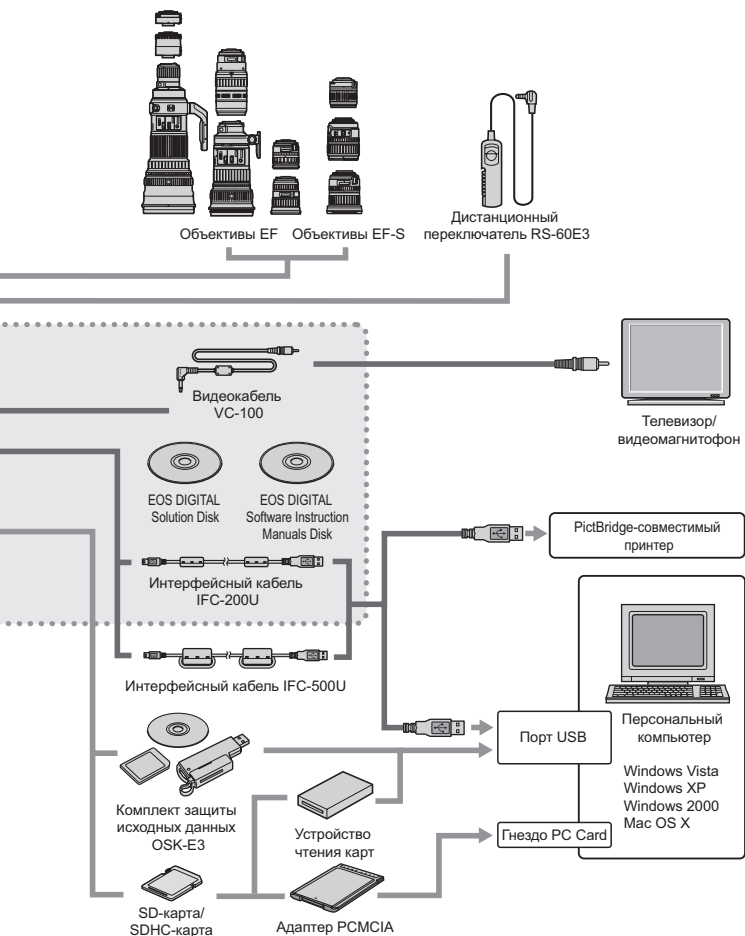 Объективы EF
Объективы EF-S
Дистанционный
переключатель RS-60E3
Видеокабель
VC-100
Телевизор/
видеомагнитофон
EOS DIGITAL
Solution Disk
EOS DIGITAL
Software Instruction
Manuals Disk
PictBridge-совместимый
принтер
Интерфейсный кабель
IFC-200U
Интерфейсный кабель IFC-500U
Порт USB
Персональный
компьютер
Windows Vista
Windows XP
Windows 2000
Mac OS X
Комплект защиты
исходных данных
OSK-E3
Устройство
чтения карт
Гнездо PC Card
SD-карта/
SDHC-карта
Адаптер PCMCIA